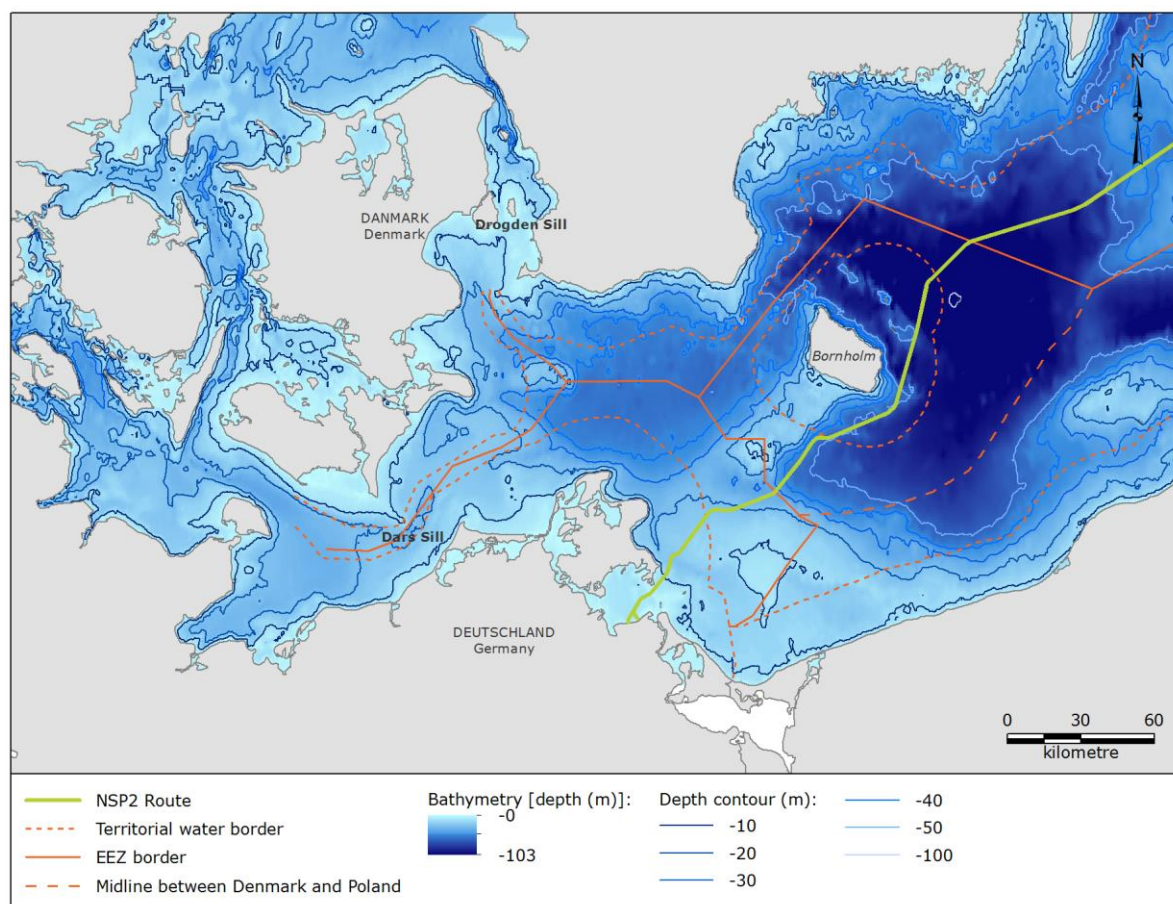 N
DANMARK
Denmark
Drogden Sill
Bornholm
Dars Sill
DEUTSCHLAND
Germany
0 30 60
kilometre
NSP2 Route
Territorial water border
EEZ border
Midline between Denmark and Poland
Bathymetry [depth (m)]:
-0
-103
Depth contour (m):
-10
-20
-30
-40
-50
-100